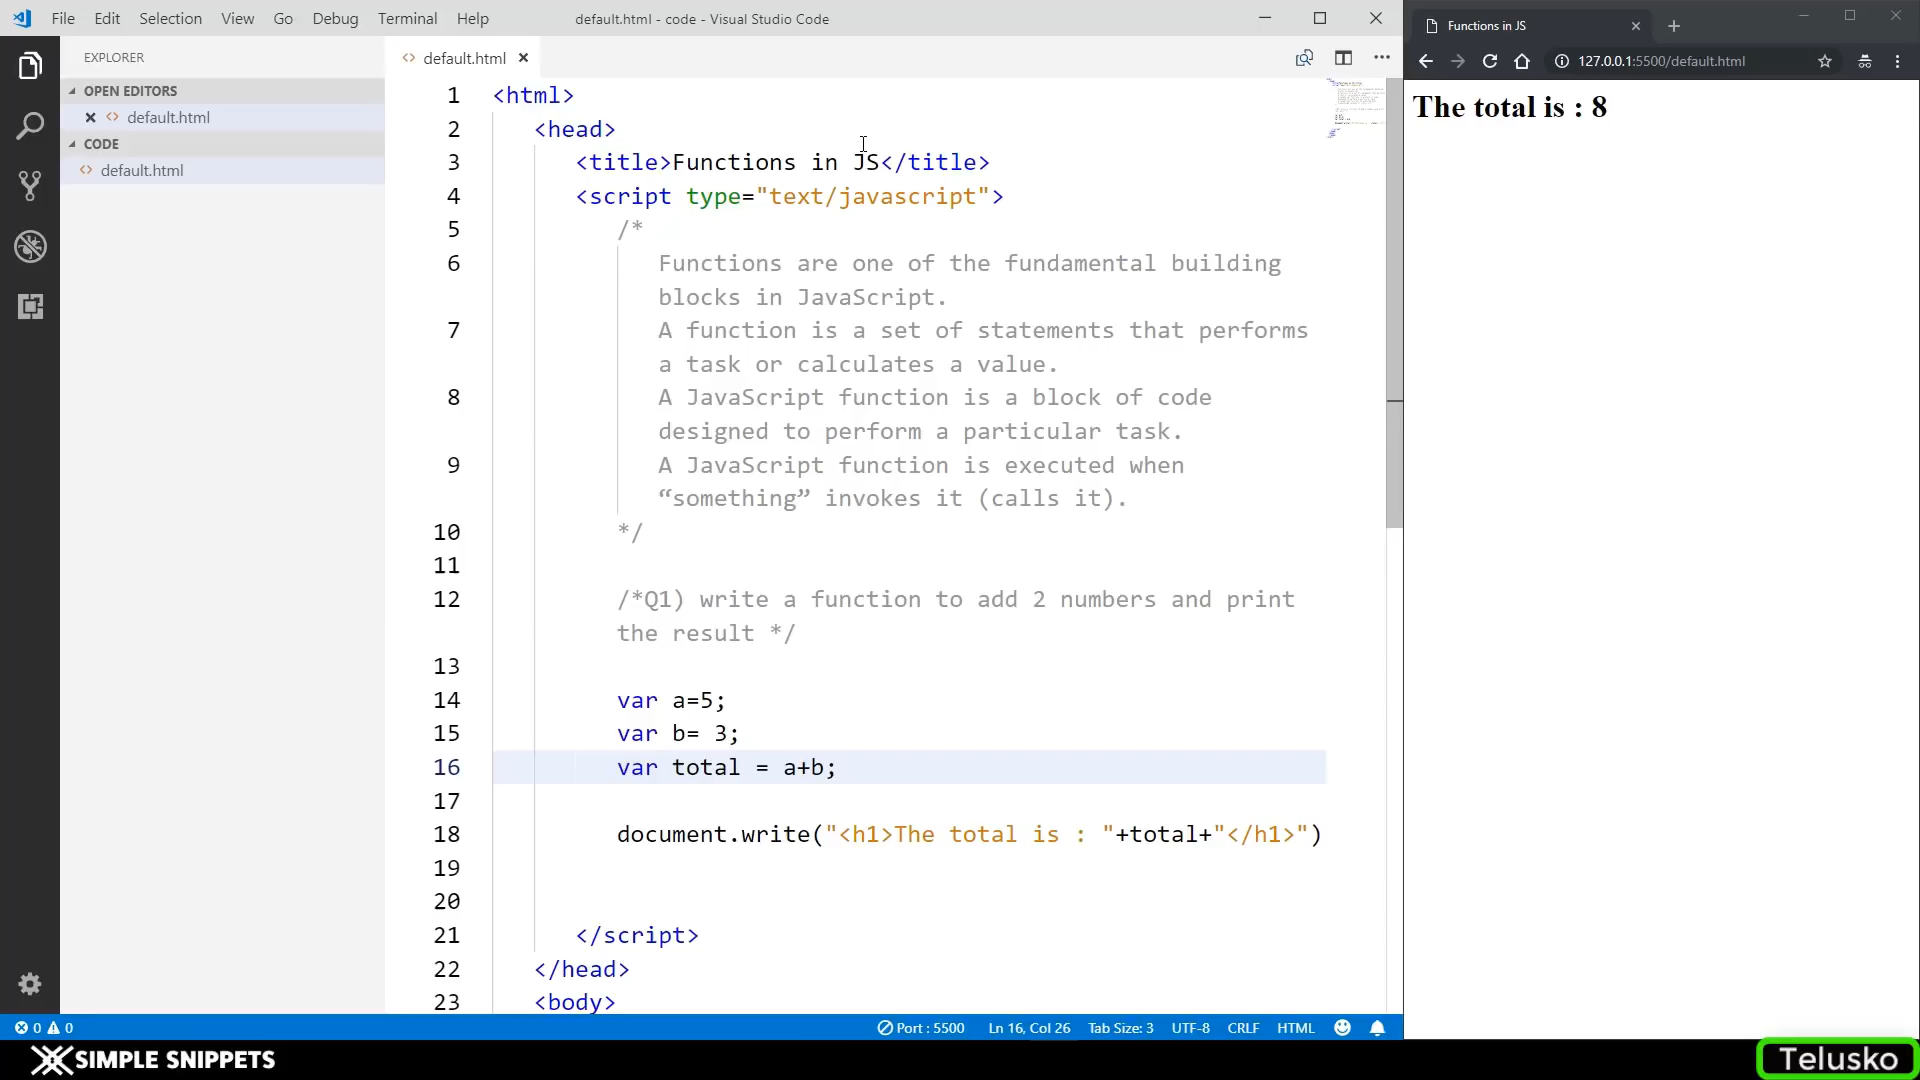 File Edit Selection View Go Debug Terminal Help
default.html - code - Visual Studio Code
EXPLORER
OPEN EDITORS
default.html
CODE
default.html
default.html
1 <html>
2 <head>
3 <title>Functions in JS</title>
4 <script type="text/javascript">
5 /*
6 Functions are one of the fundamental building
blocks in JavaScript.
7 A function is a set of statements that performs
a task or calculates a value.
8 A JavaScript function is a block of code
designed to perform a particular task.
9 A JavaScript function is executed when
“something” invokes it (calls it).
10 */
11
12 /*Q1) write a function to add 2 numbers and print
the result */
13
14 var a=5;
15 var b= 3;
16 var total = a+b;
17
18 document.write("<h1>The total is : "+total+"</h1>")
19
20
21 </script>
22 </head>
23 <body>
0 0
Port : 5500 Ln 16, Col 26 Tab Size: 3 UTF-8 CRLF HTML
Functions in JS
127.0.0.1:5500/default.html
The total is : 8
SIMPLE SNIPPETS
Telusko